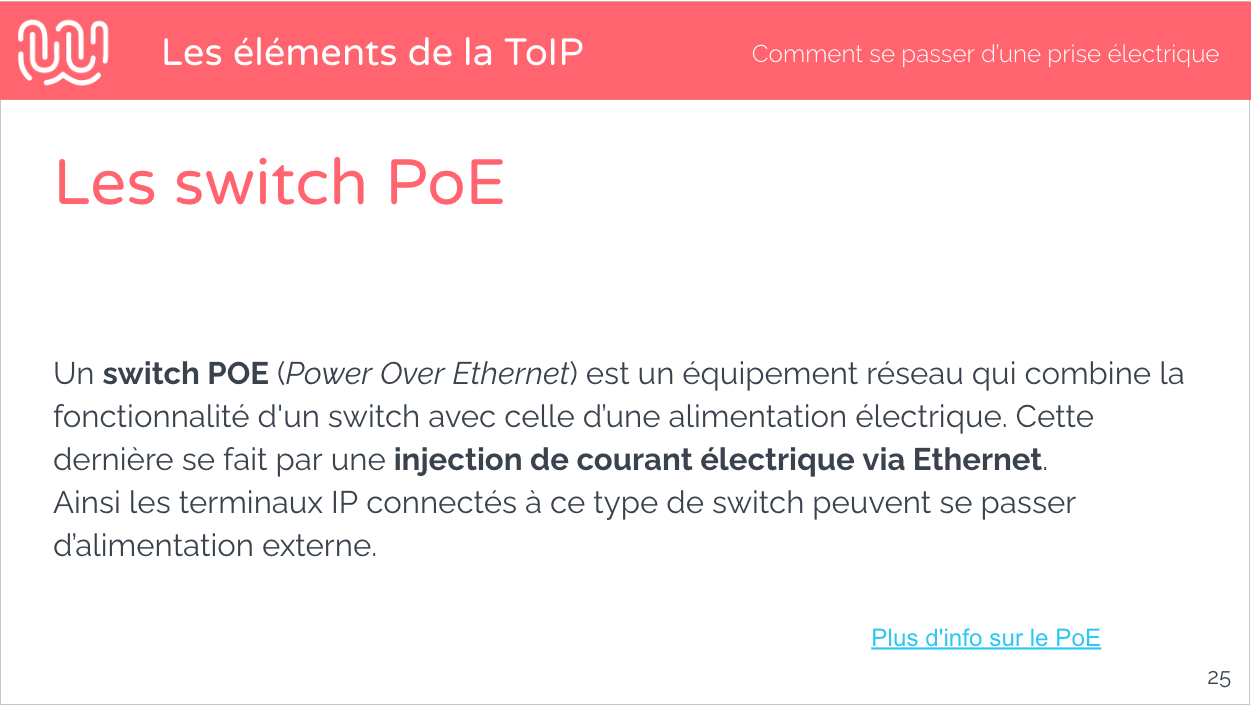 Les éléments de la ToIP
Comment se passer d’une prise électrique
Les switch PoE
Un switch POE (Power Over Ethernet) est un équipement réseau qui combine la
fonctionnalité d'un switch avec celle d’une alimentation électrique. Cette
dernière se fait par une injection de courant électrique via Ethernet.
Ainsi les terminaux IP connectés à ce type de switch peuvent se passer
d’alimentation externe.
Plus d'info sur le PoE
25